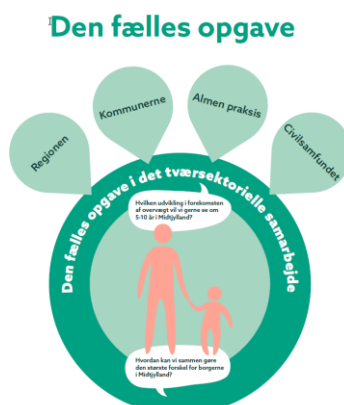 Den fælles opgave
Regionen
Kommunerne
Almen praksis
Civilsamfundet
Den fælles opgave i det tværsektorielle samarbejde
Hvilken udvikling i forekomsten
af overvægt vil vi gerne se om
5-10 år i Midtjylland?
Hvordan kan vi sammen gøre
den største forskel for borgerne
i Midtjylland?